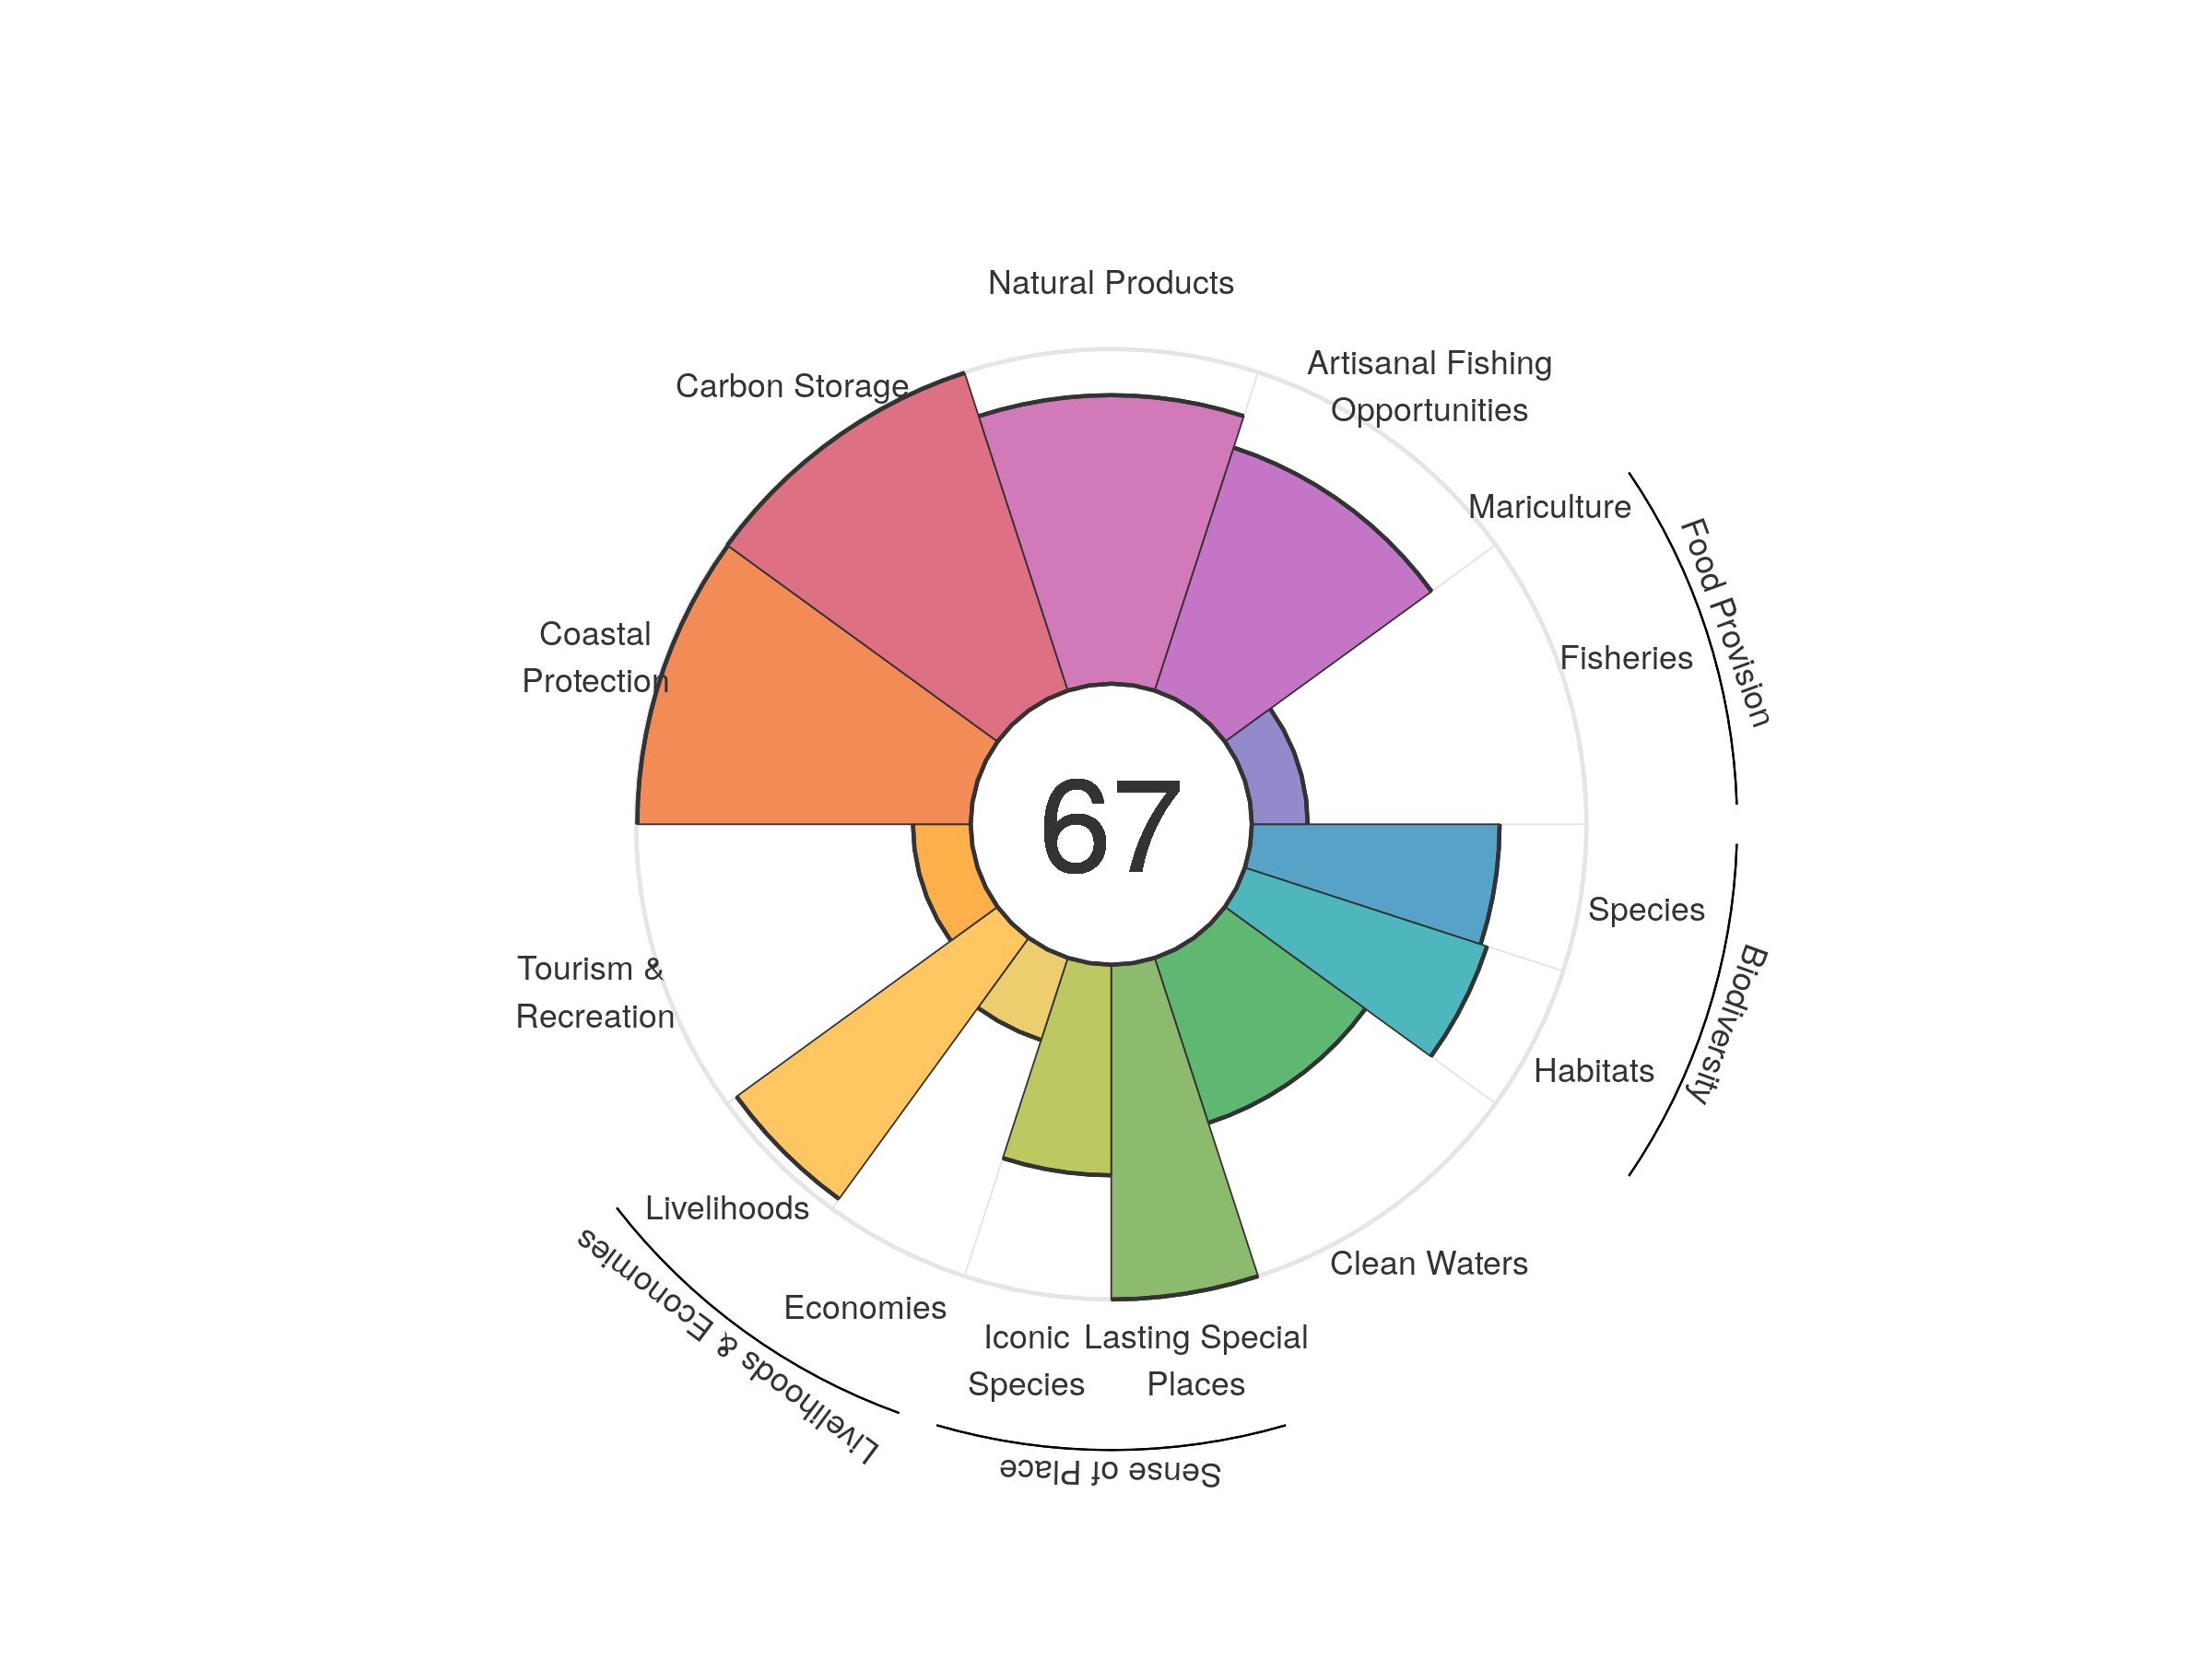 Natural Products
Artisanal Fishing
Opportunities
Carbon Storage
Mariculture
Food Provision
Fisheries
Coastal
Protection
67
Species
Biodiversity
Habitats
Tourism &
Recreation
Livelihoods
Livelihoods & Economies
Clean Waters
Economies
Iconic
Species
Lasting Special
Places
Sense of Place